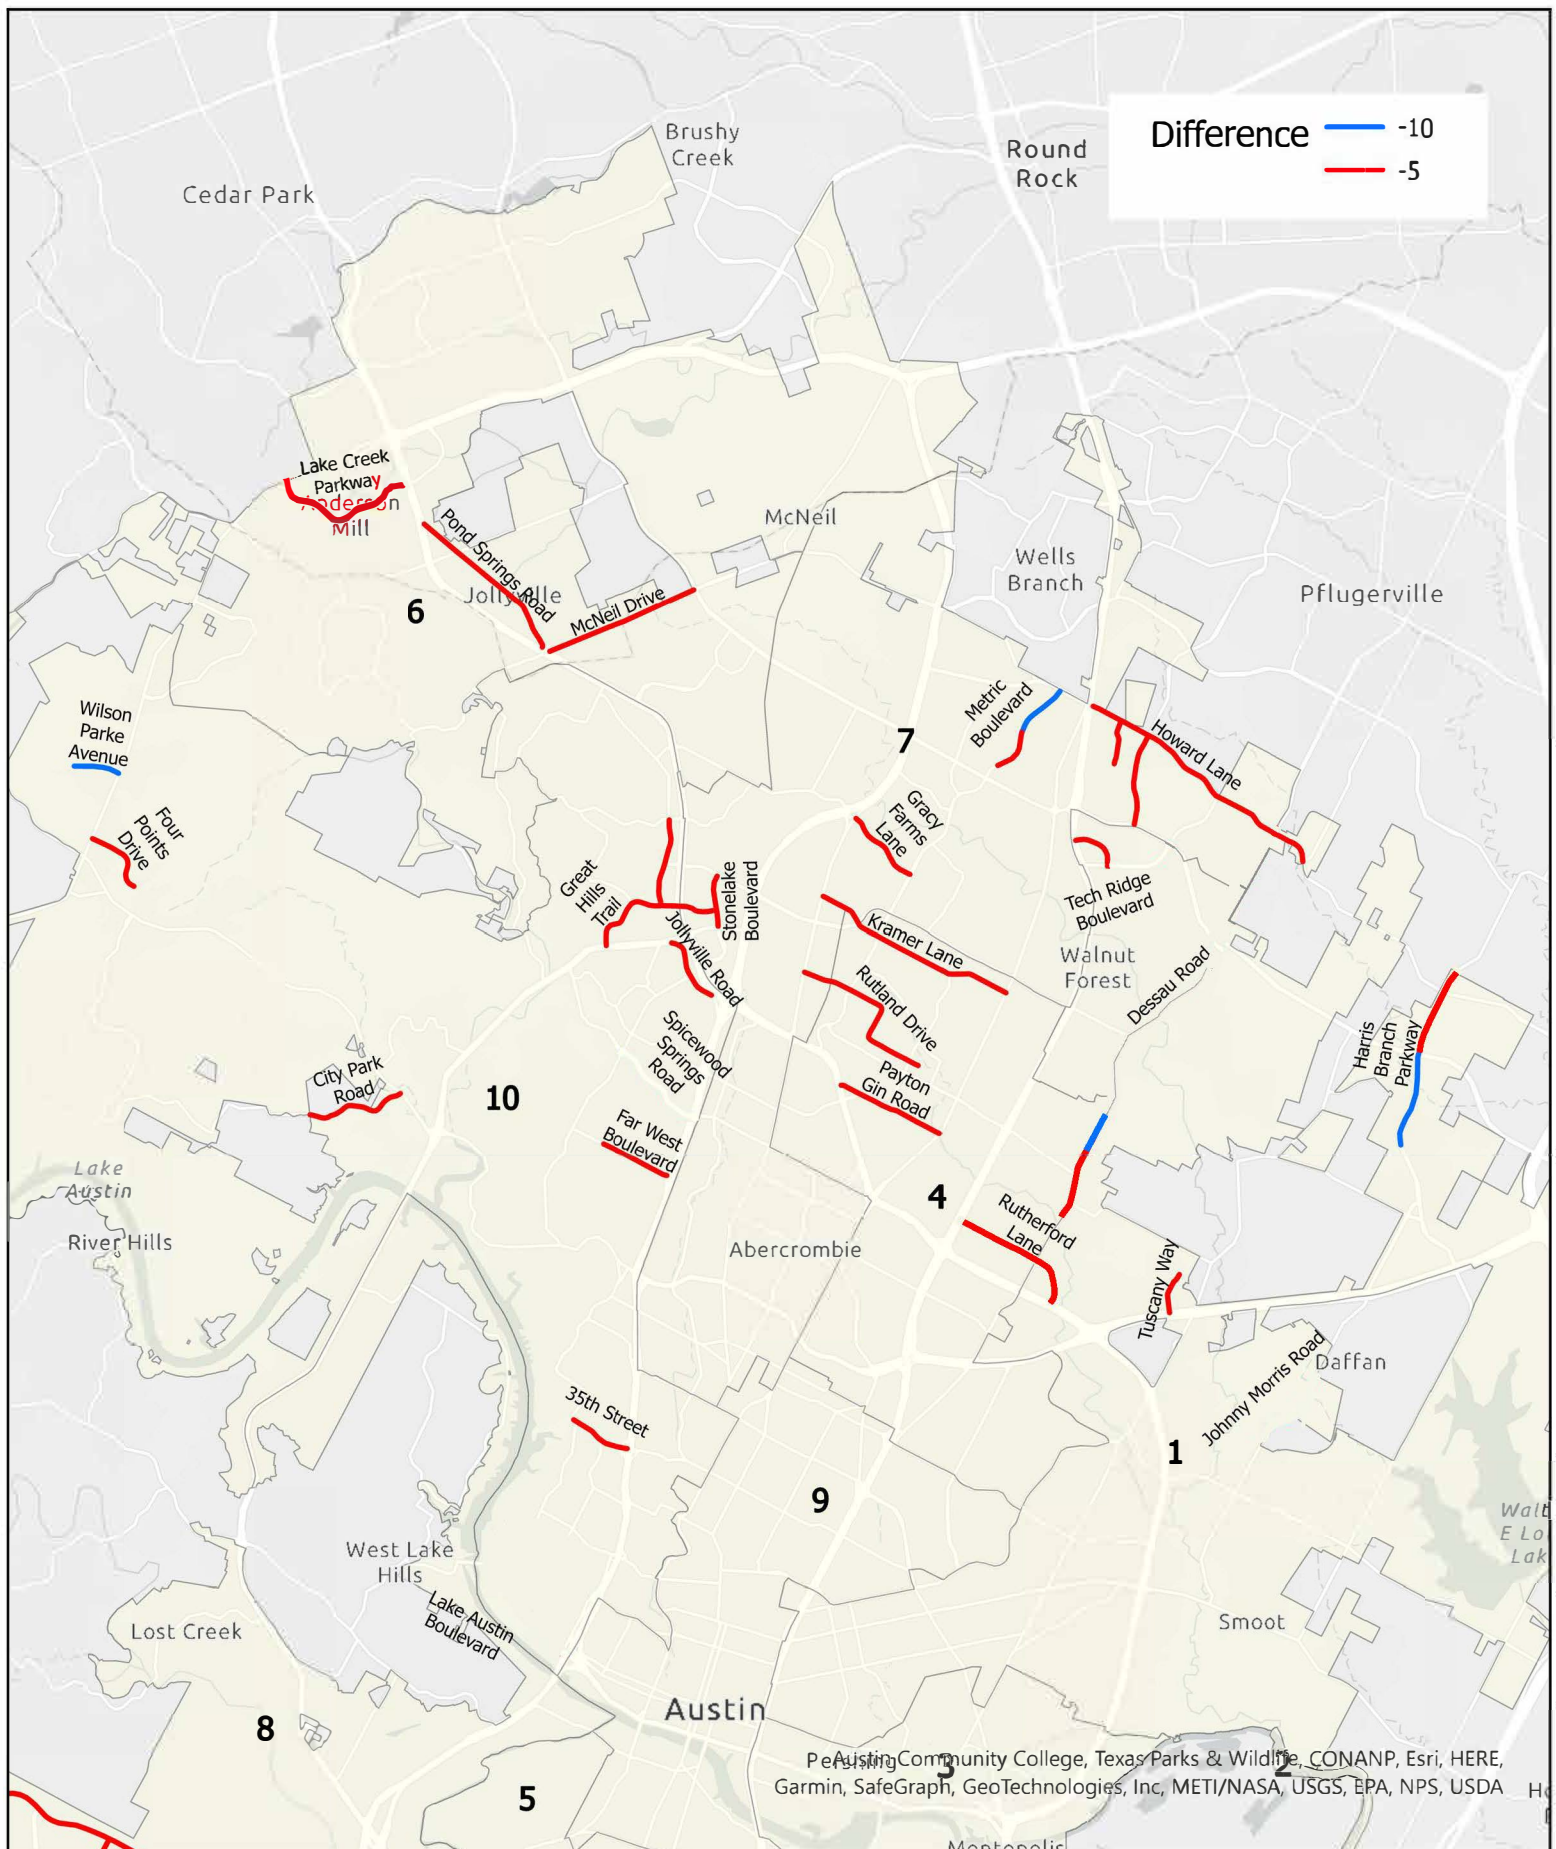 Difference
-10
-5
Brushy
Creek
Round
Rock
Cedar Park
Lake Creek
Parkway
Anderson
Mill
Pond Springs Road
McNeil
Wells
Branch
Jollyville
McNeil Drive
Pflugerville
6
Metric
Boulevard
Wilson
Parke
Avenue
7
Howard Lane
Four
Points
Drive
Gracy
Farms
Lane
Great
Hills
Trail
Stonelake
Boulevard
Tech Ridge
Boulevard
Jollyville Road
Kramer Lane
Walnut
Forest
Dessau Road
Rutland Drive
Spicewood
Springs
Road
Harris
Branch
Parkway
City Park
Road
Payton
Gin Road
10
Far West
Boulevard
Lake
Austin
4
River Hills
Rutherford
Lane
Abercrombie
Tuscany Way
Johnny Morris Road
Daffan
35th Street
1
9
West Lake
Hills
Lake Austin
Boulevard
Lost Creek
Smoot
Austin
8
Pershing
3
2
Austin Community College, Texas Parks & Wildlife, CONANP, Esri, HERE,
Garmin, SafeGraph, GeoTechnologies, Inc, METI/NASA, USGS, EPA, NPS, USDA
5
Montopolis